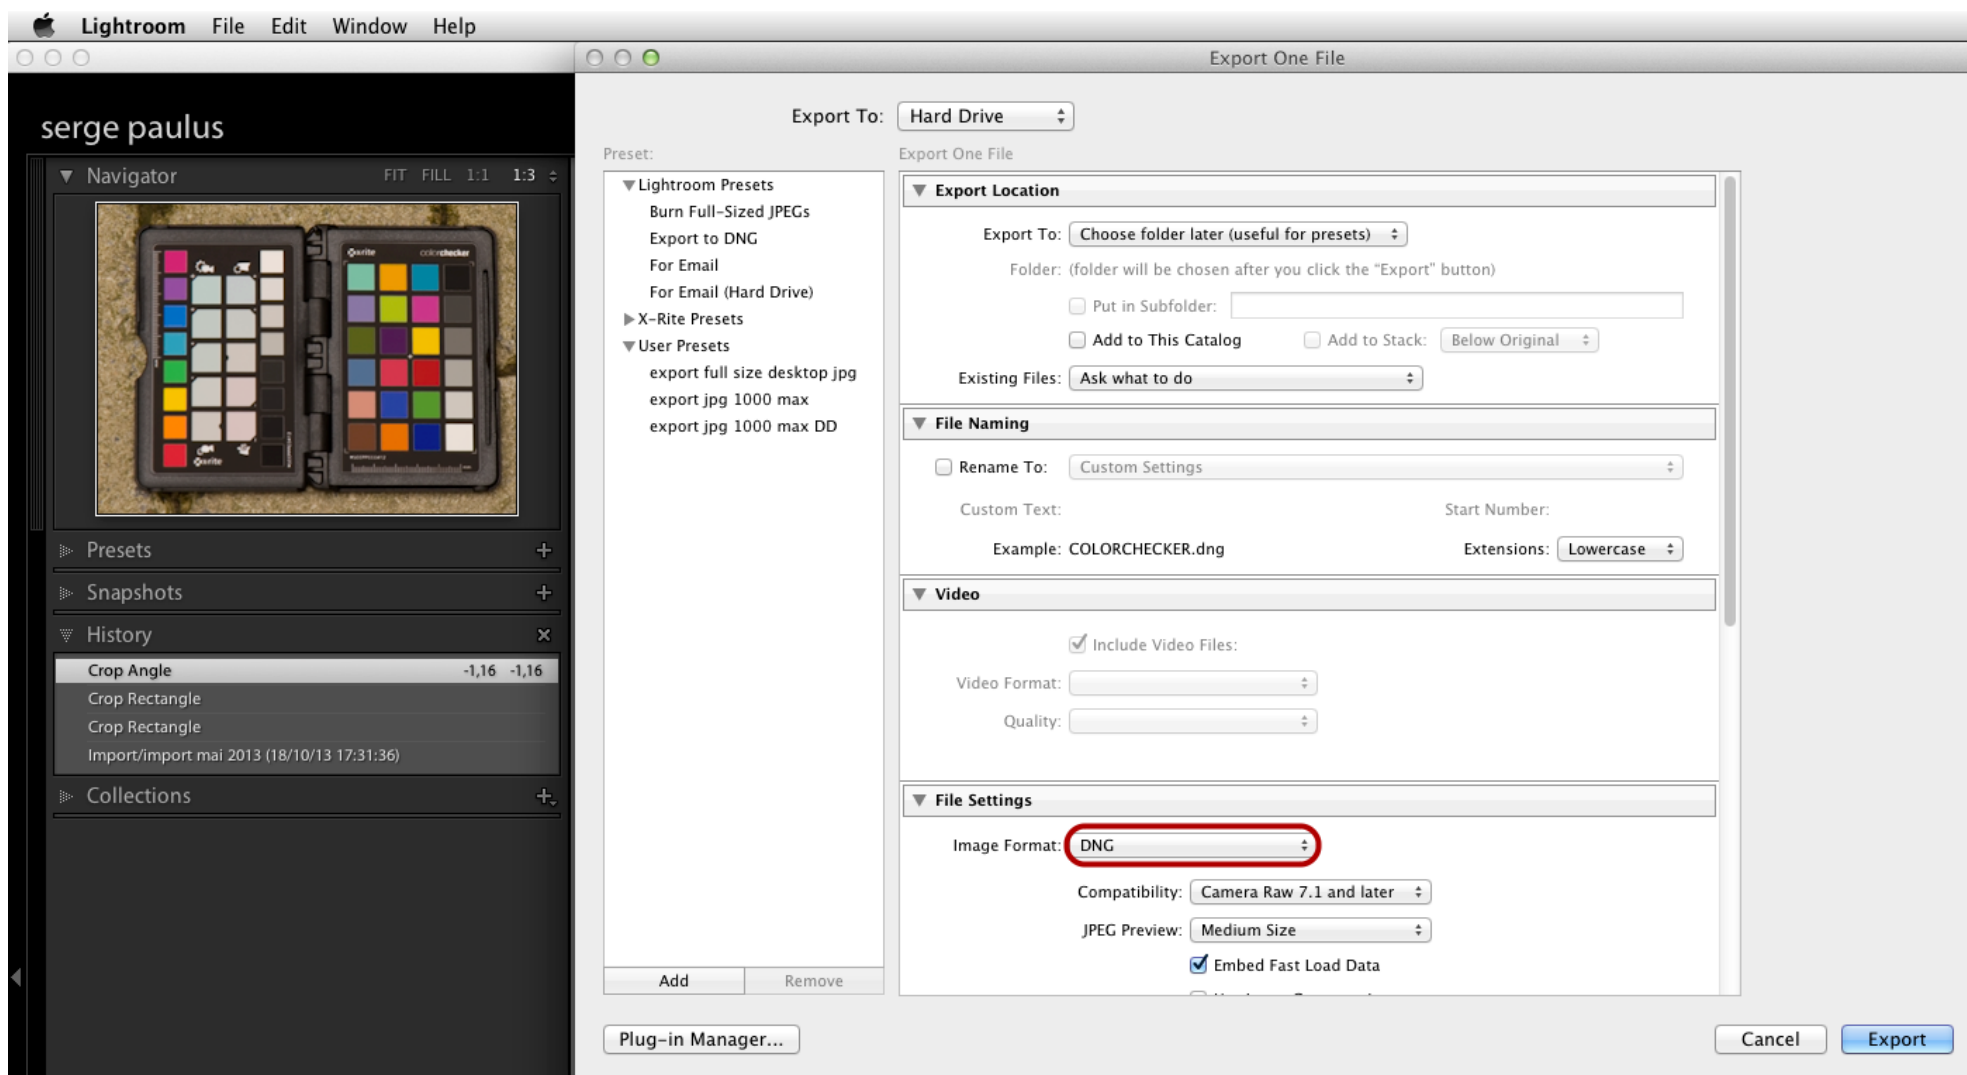 Lightroom File Edit Window Help
Export One File
serge paulus
Navigator FIT FILL 1:1 1:3
x-rite
colorchecker
x-rite
Presets
Snapshots
History
Crop Angle -1,16 -1,16
Crop Rectangle
Crop Rectangle
Import/import mai 2013 (18/10/13 17:31:36)
Collections
Export To: Hard Drive
Preset:
Lightroom Presets
Burn Full-Sized JPEGs
Export to DNG
For Email
For Email (Hard Drive)
X-Rite Presets
User Presets
export full size desktop jpg
export jpg 1000 max
export jpg 1000 max DD
Add Remove
Plug-in Manager...
Export One File
Export Location
Export To: Choose folder later (useful for presets)
Folder: (folder will be chosen after you click the “Export” button)
Put in Subfolder:
Add to This Catalog Add to Stack: Below Original
Existing Files: Ask what to do
File Naming
Rename To: Custom Settings
Custom Text: Start Number:
Example: COLORCHECKER.dng Extensions: Lowercase
Video
Include Video Files:
Video Format:
Quality:
File Settings
Image Format: DNG
Compatibility: Camera Raw 7.1 and later
JPEG Preview: Medium Size
Embed Fast Load Data
Cancel Export